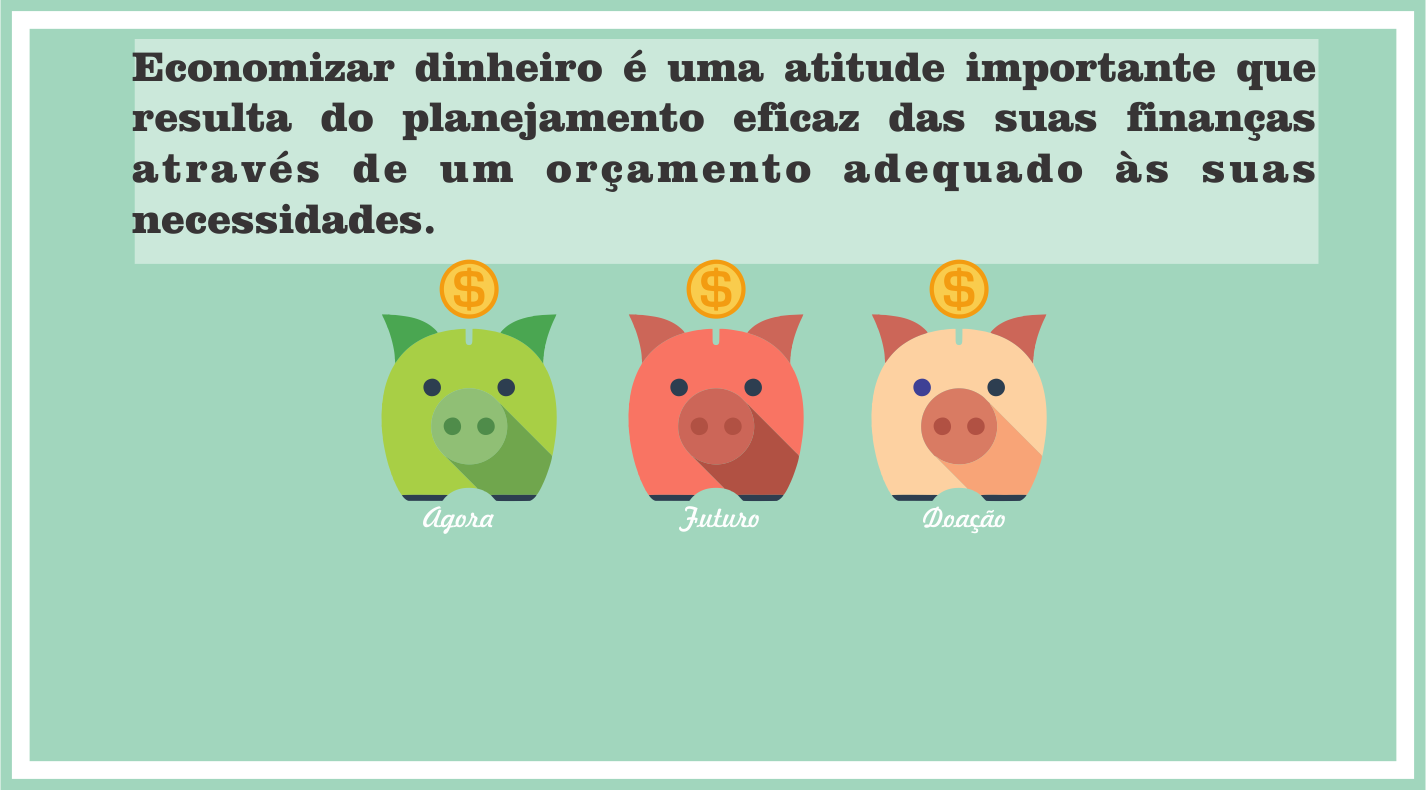 Economizar dinheiro é uma atitude importante que
resulta do planejamento eficaz das suas finanças
através de um orçamento adequado às suas
necessidades.
$ $ $
Agora Futuro Doação